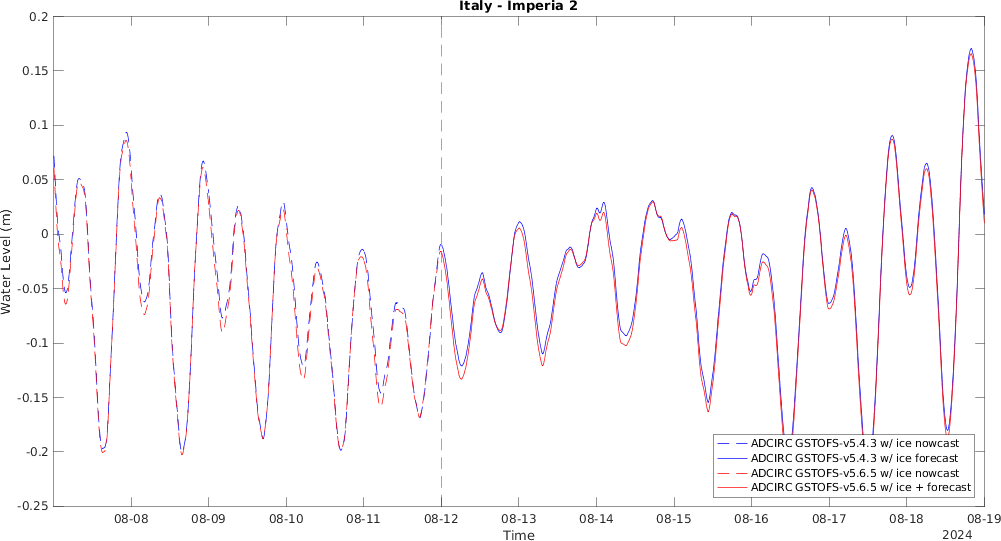 Italy - Imperia 2
0.2
0.15
0.1
0.05
0
-0.05
-0.1
-0.15
-0.2
-0.25
Water Level (m)
ADCIRC GSTOFS-v5.4.3 w/ ice nowcast
ADCIRC GSTOFS-v5.4.3 w/ ice forecast
ADCIRC GSTOFS-v5.6.5 w/ ice nowcast
ADCIRC GSTOFS-v5.6.5 w/ ice + forecast
08-08 08-09 08-10 08-11 08-12 08-13 08-14 08-15 08-16 08-17 08-18 08-19
Time
2024